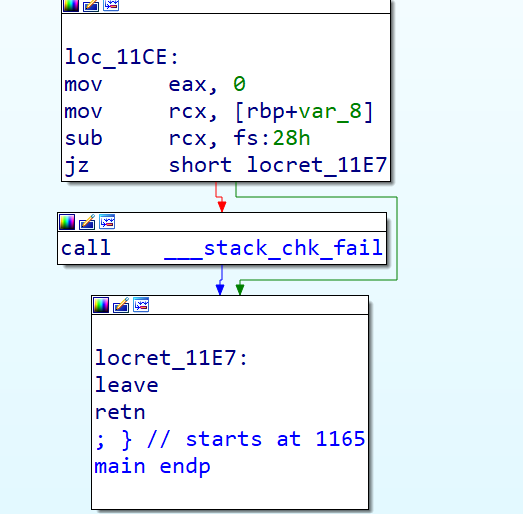 loc_11CE:
mov eax, 0
mov rcx, [rbp+var_8]
sub rcx, fs:28h
jz short locret_11E7
call ___stack_chk_fail
locret_11E7:
leave
retn
; } // starts at 1165
main endp